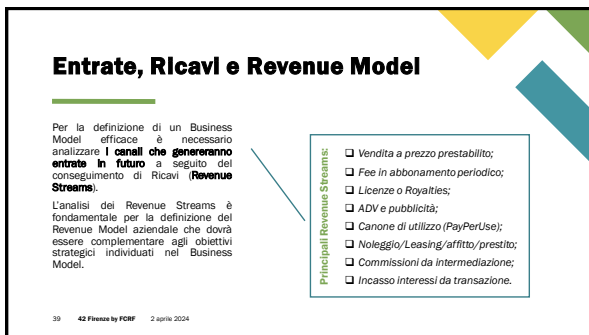 Entrate, Ricavi e Revenue Model
Per la definizione di un Business
Model efficace è necessario
analizzare i canali che genereranno
entrate in futuro a seguito del
conseguimento di Ricavi (Revenue
Streams).
L'analisi dei Revenue Streams è
fondamentale per la definizione del
Revenue Model aziendale che dovrà
essere complementare agli obiettivi
strategici individuati nel Business
Model.
Principali Revenue Streams:
Vendita a prezzo prestabilito;
Fee in abbonamento periodico;
Licenze o Royalties;
ADV e pubblicità;
Canone di utilizzo (PayPerUse);
Noleggio/Leasing/affitto/prestito;
Commissioni da intermediazione;
Incasso interessi da transazione.
39 42 Firenze by FCRF 2 aprile 2024